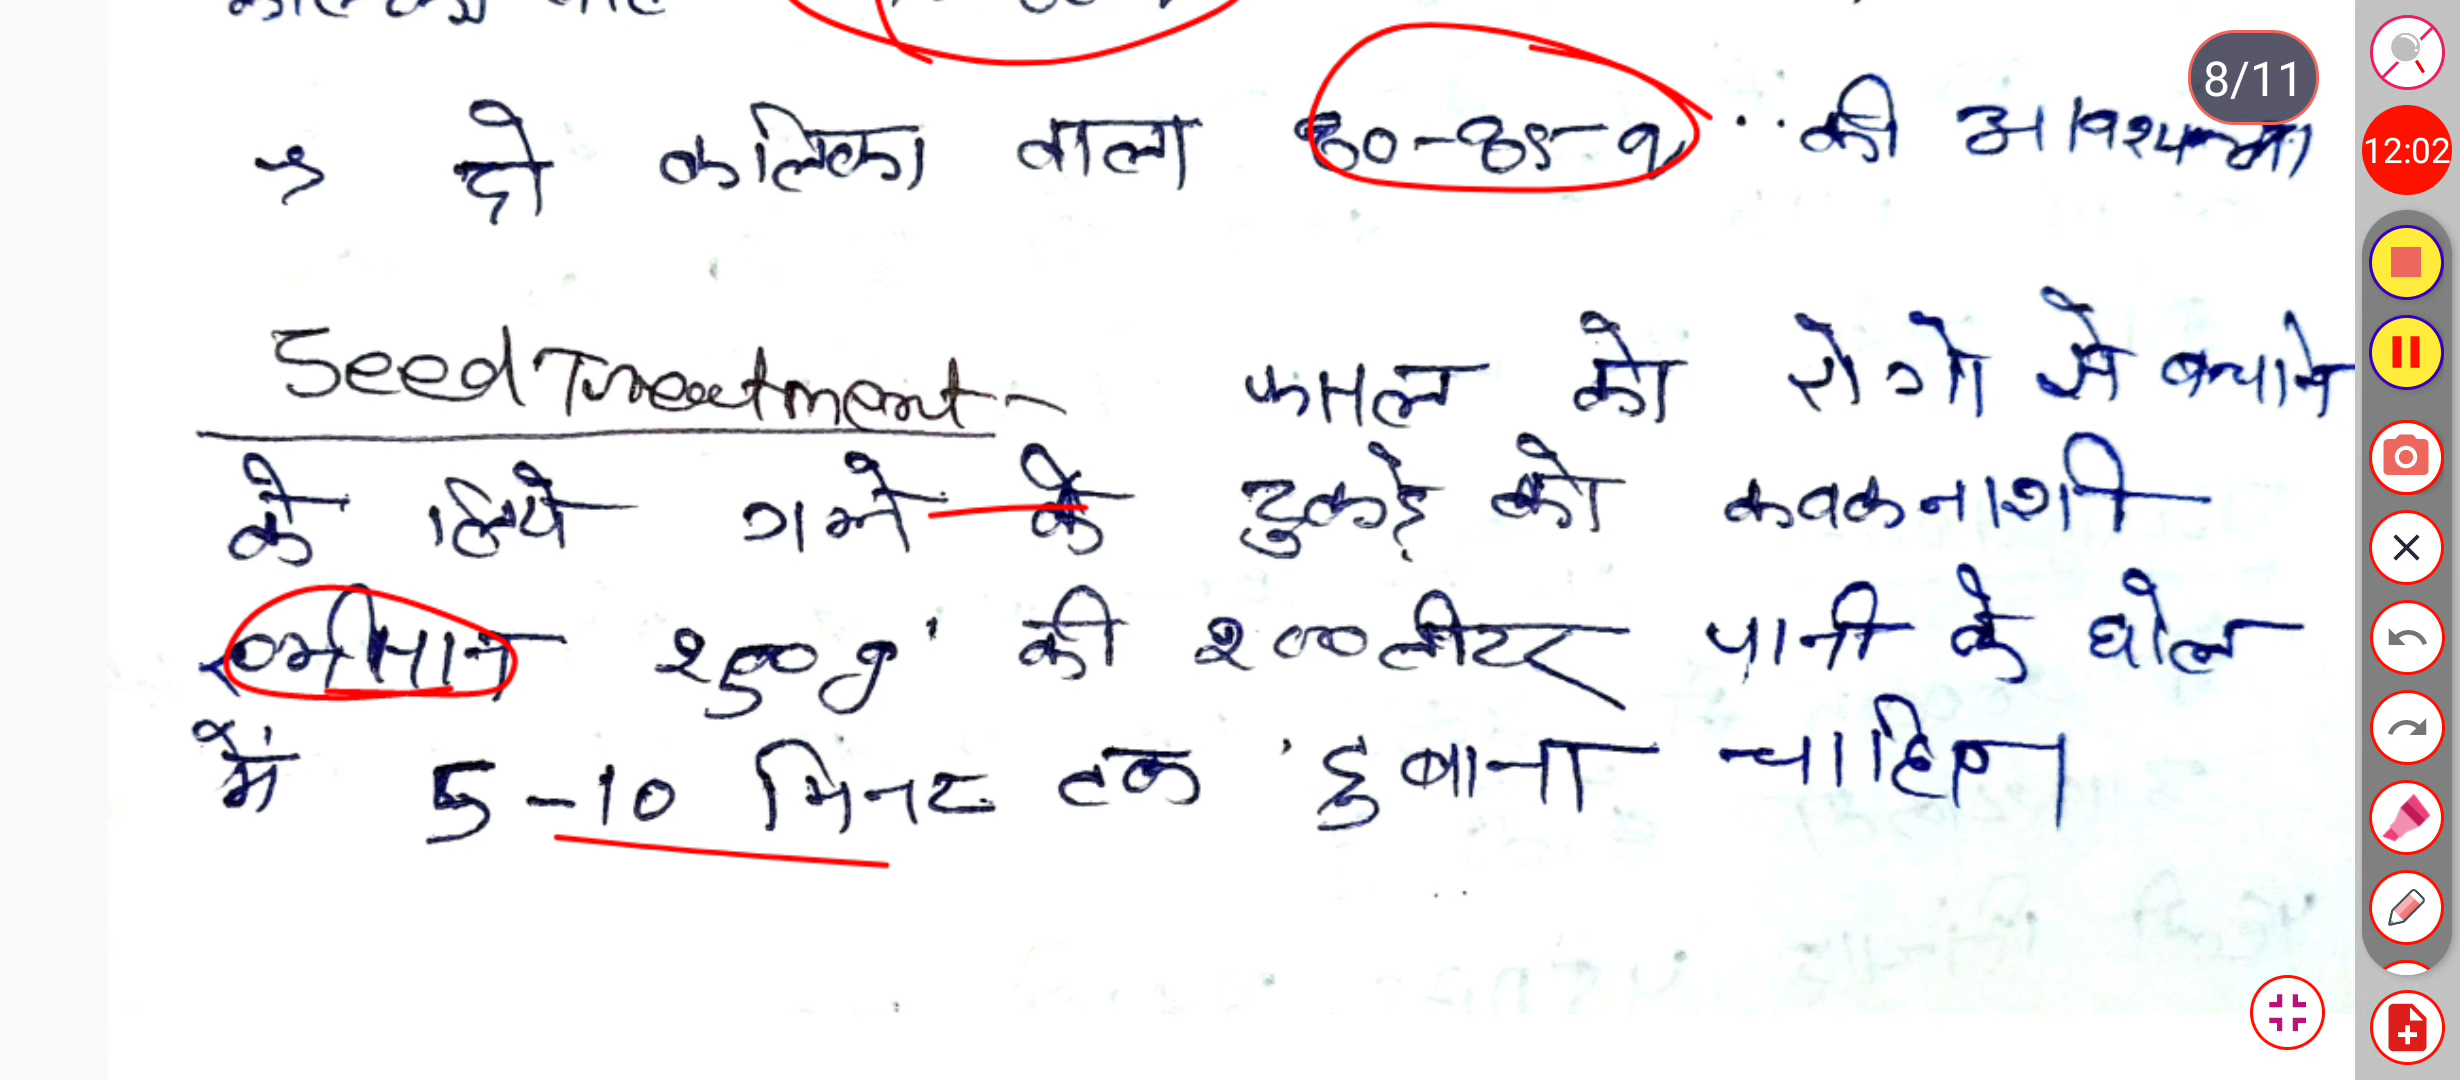 → दो कलिका वाला 80-85-q की आवश्यकता
8/11
12:02
Seed Treatment - फसल को रोगो से बचाने
के लिये गन्ने के टुकड़े को कवकनाशी
250g की 200 लीटर पानी के घोल
में 5-10 मिनट तक डुबाना चाहिए।